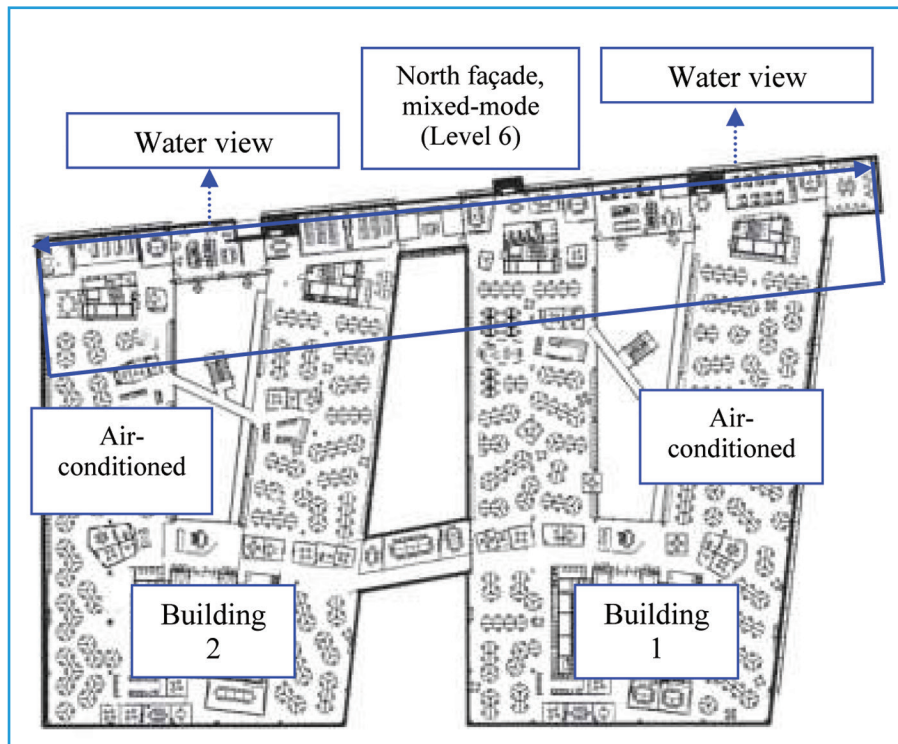 North façade,
mixed-mode
(Level 6)
Water view
Water view
Air-
conditioned
Air-
conditioned
Building
2
Building
1